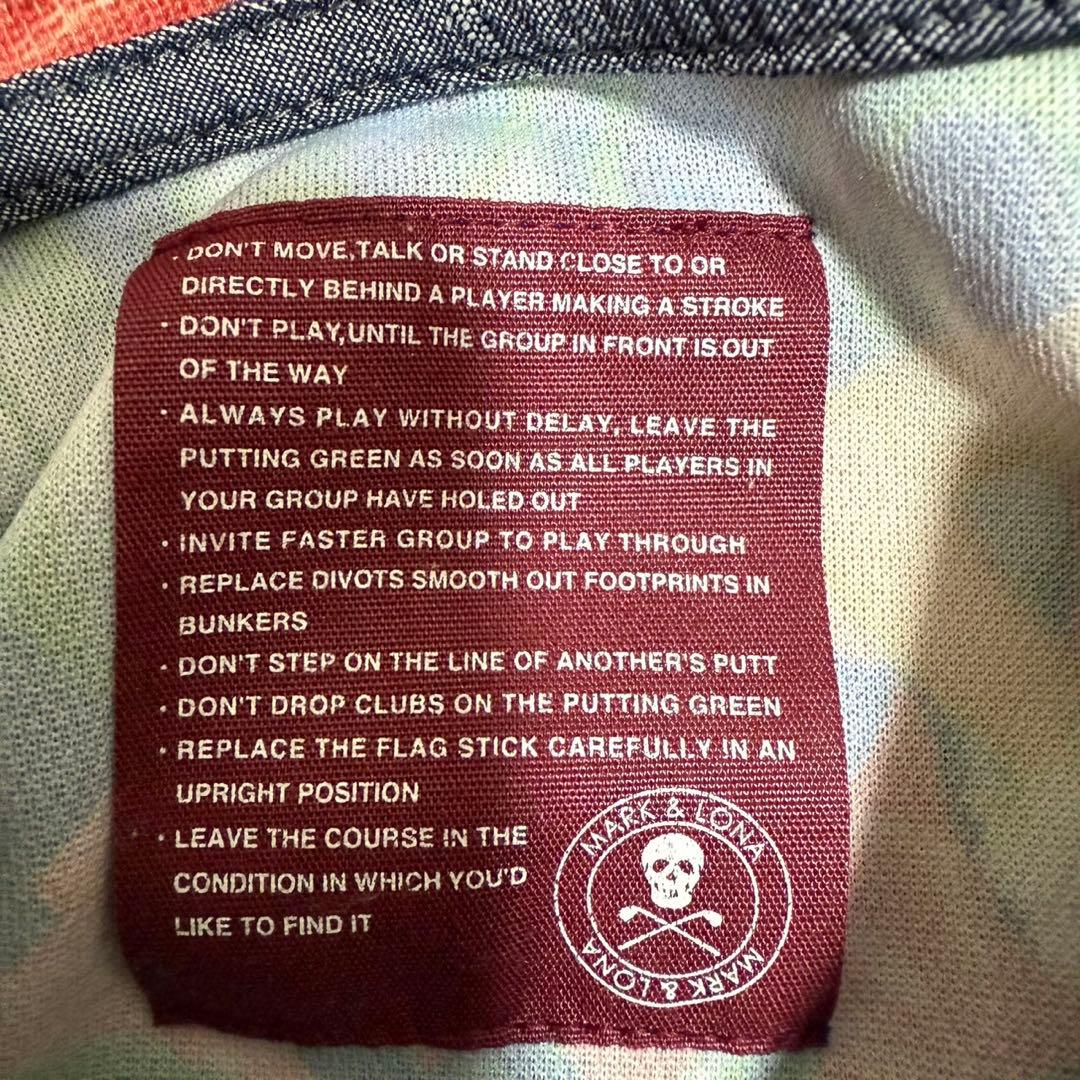 · DON'T MOVE,TALK OR STAND CLOSE TO OR
DIRECTLY BEHIND A PLAYER MAKING A STROKE
· DON'T PLAY,UNTIL THE GROUP IN FRONT IS OUT
OF THE WAY
· ALWAYS PLAY WITHOUT DELAY, LEAVE THE
PUTTING GREEN AS SOON AS ALL PLAYERS IN
YOUR GROUP HAVE HOLED OUT
· INVITE FASTER GROUP TO PLAY THROUGH
· REPLACE DIVOTS SMOOTH OUT FOOTPRINTS IN
BUNKERS
· DON'T STEP ON THE LINE OF ANOTHER'S PUTT
· DON'T DROP CLUBS ON THE PUTTING GREEN
· REPLACE THE FLAG STICK CAREFULLY IN AN
UPRIGHT POSITION
· LEAVE THE COURSE IN THE
CONDITION IN WHICH YOU'D
LIKE TO FIND IT
MARK & LONA
MARK & LONA